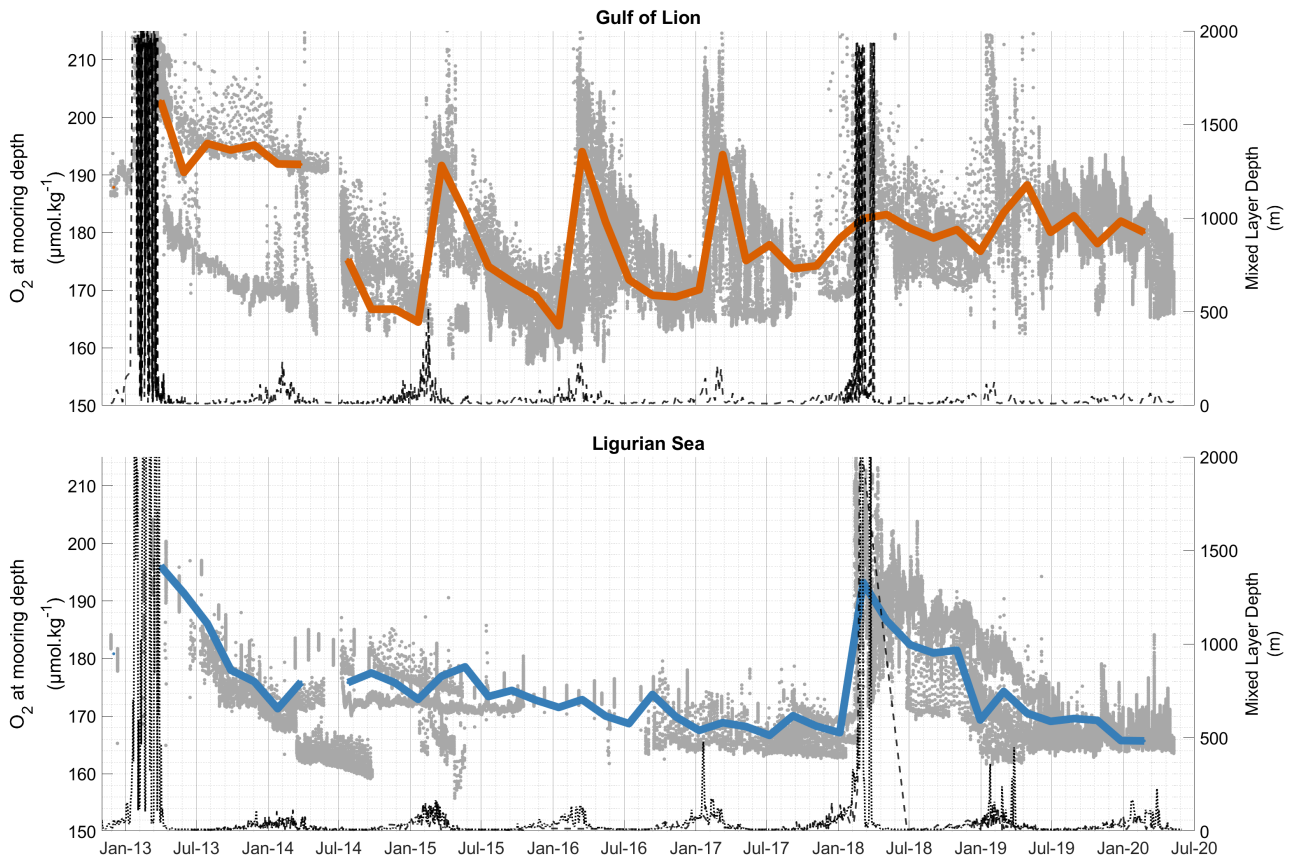 Gulf of Lion
210
200
190
180
170
160
150
O2 at mooring depth
(μmol.kg-1)
2000
1500
1000
500
0
Mixed Layer Depth
(m)
Ligurian Sea
210
200
190
180
170
160
150
O2 at mooring depth
(μmol.kg-1)
2000
1500
1000
500
0
Mixed Layer Depth
(m)
Jan-13 Jul-13 Jan-14 Jul-14 Jan-15 Jul-15 Jan-16 Jul-16 Jan-17 Jul-17 Jan-18 Jul-18 Jan-19 Jul-19 Jan-20 Jul-20